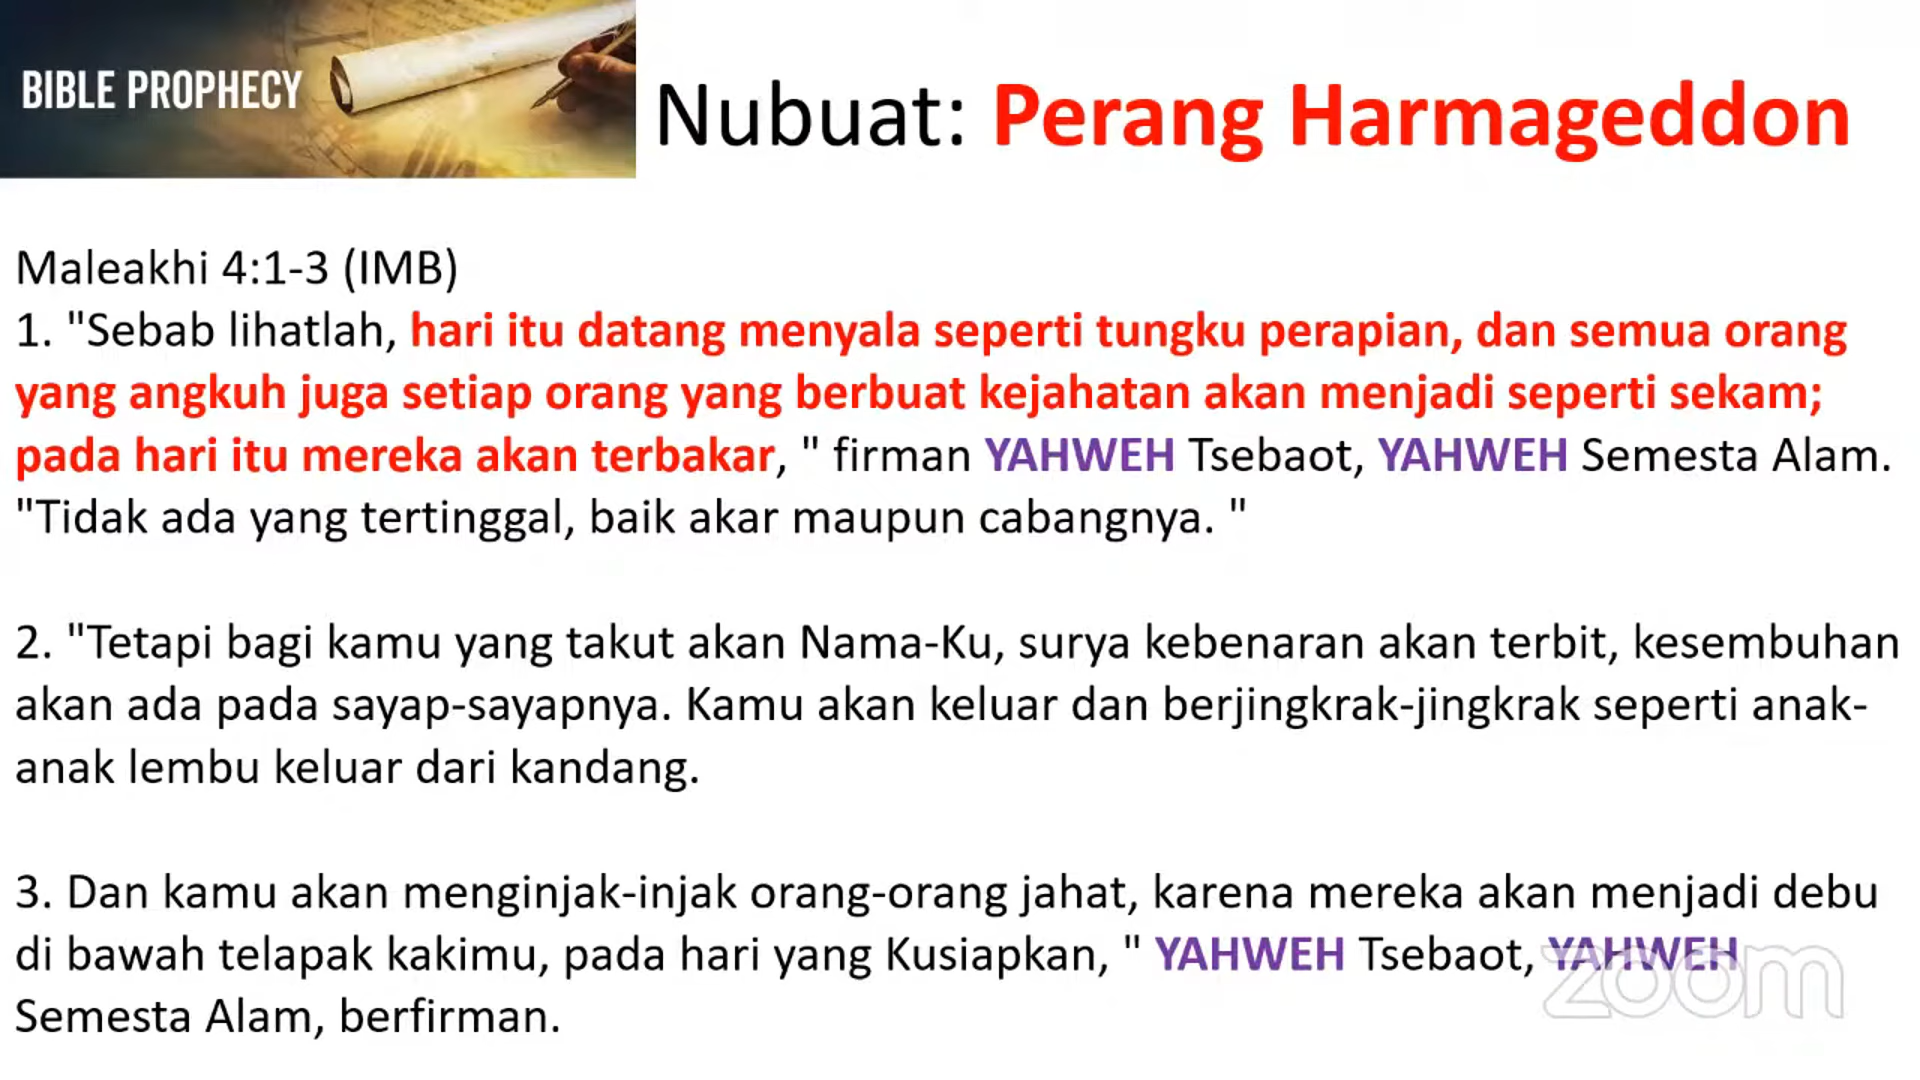 BIBLE PROPHECY
Nubuat: Perang Harmageddon
Maleakhi 4:1-3 (IMB)
1. "Sebab lihatlah, hari itu datang menyala seperti tungku perapian, dan semua orang
yang angkuh juga setiap orang yang berbuat kejahatan akan menjadi seperti sekam;
pada hari itu mereka akan terbakar, " firman YAHWEH Tsebaot, YAHWEH Semesta Alam.
"Tidak ada yang tertinggal, baik akar maupun cabangnya. "
2. "Tetapi bagi kamu yang takut akan Nama-Ku, surya kebenaran akan terbit, kesembuhan
akan ada pada sayap-sayapnya. Kamu akan keluar dan berjingkrak-jingkrak seperti anak-
anak lembu keluar dari kandang.
3. Dan kamu akan menginjak-injak orang-orang jahat, karena mereka akan menjadi debu
di bawah telapak kakimu, pada hari yang Kusiapkan, " YAHWEH Tsebaot, YAHWEH
Semesta Alam, berfirman.
zoom